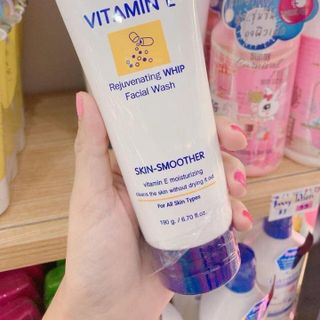 VITAMIN E
Rejuvenating WHIP
Facial Wash
SKIN-SMOOTHER
vitamin E moisturizing
cleans the skin without drying it out
For All Skin Types
190 g. / 6.70 fl.oz.